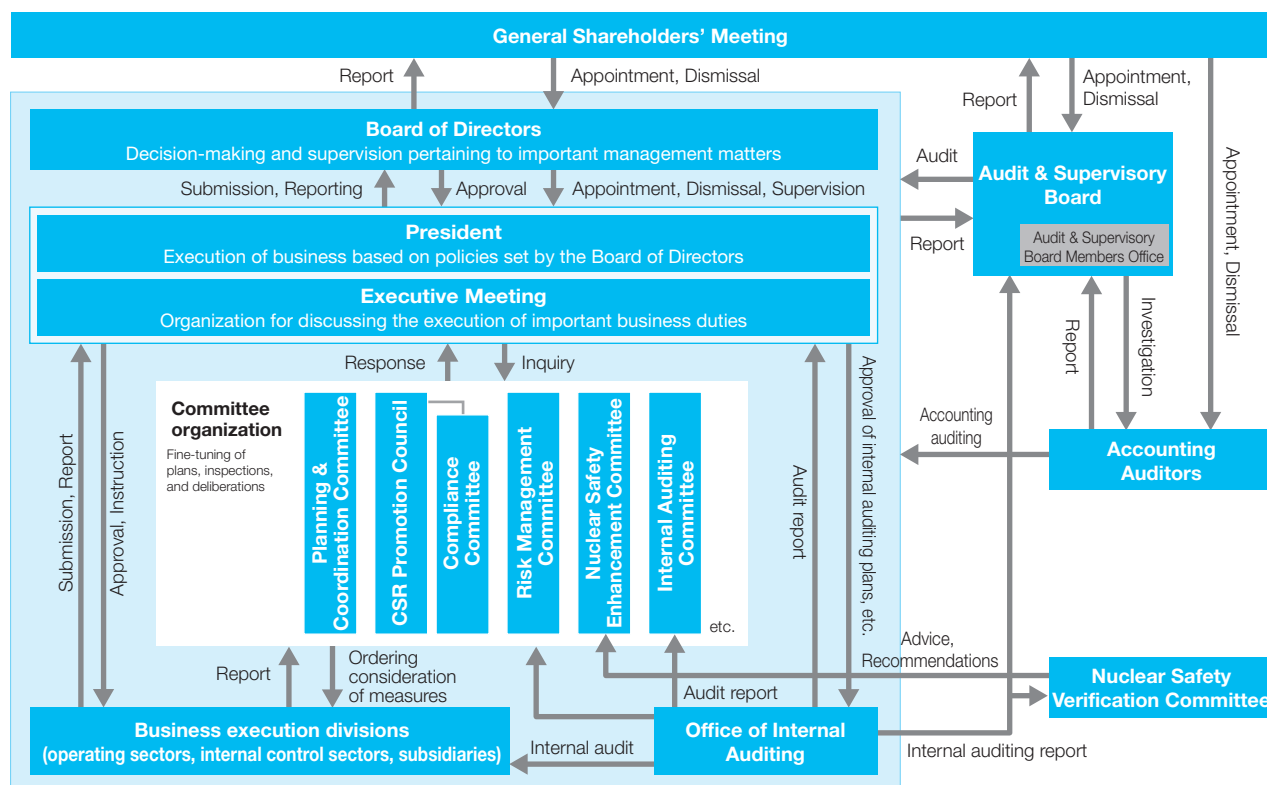 General Shareholders' Meeting
Report
Appointment, Dismissal
Report
Appointment,
Dismissal
Appointment, Dismissal
Board of Directors
Decision-making and supervision pertaining to important management matters
Audit
Audit & Supervisory
Board
Audit & Supervisory
Board Members Office
Submission, Reporting
Approval
Appointment, Dismissal, Supervision
Report
President
Execution of business based on policies set by the Board of Directors
Executive Meeting
Organization for discussing the execution of important business duties
Report
Investigation
Response
Inquiry
Submission, Report
Approval, Instruction
Committee
organization
Fine-tuning of
plans, inspections,
and deliberations
Planning &
Coordination Committee
CSR Promotion Council
Compliance
Committee
Risk Management
Committee
Nuclear Safety
Enhancement Committee
Internal Auditing
Committee
etc.
Audit report
Approval of internal auditing plans, etc.
Accounting
auditing
Accounting
Auditors
Report
Ordering
consideration
of measures
Audit report
Advice,
Recommendations
Nuclear Safety
Verification Committee
Business execution divisions
(operating sectors, internal control sectors, subsidiaries)
Internal audit
Office of Internal
Auditing
Internal auditing report